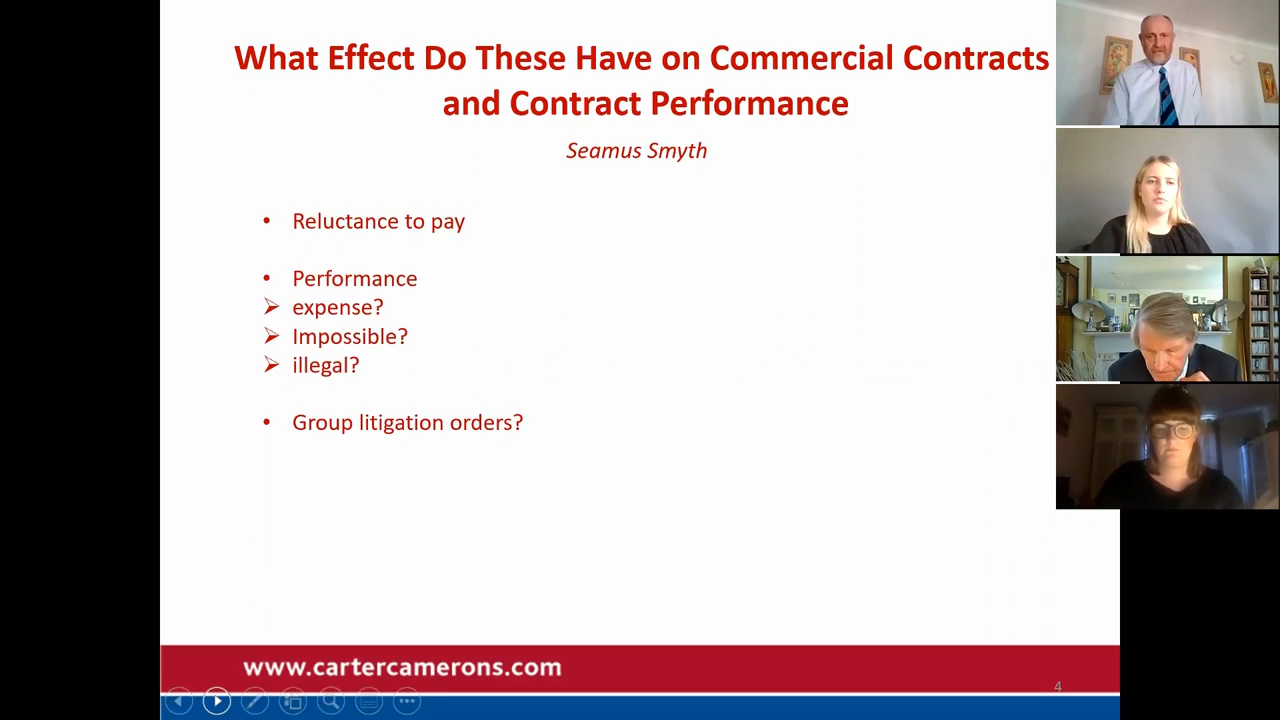 What Effect Do These Have on Commercial Contracts
and Contract Performance
Seamus Smyth
• Reluctance to pay
• Performance
➢ expense?
➢ Impossible?
➢ illegal?
• Group litigation orders?
www.cartercamerons.com
4